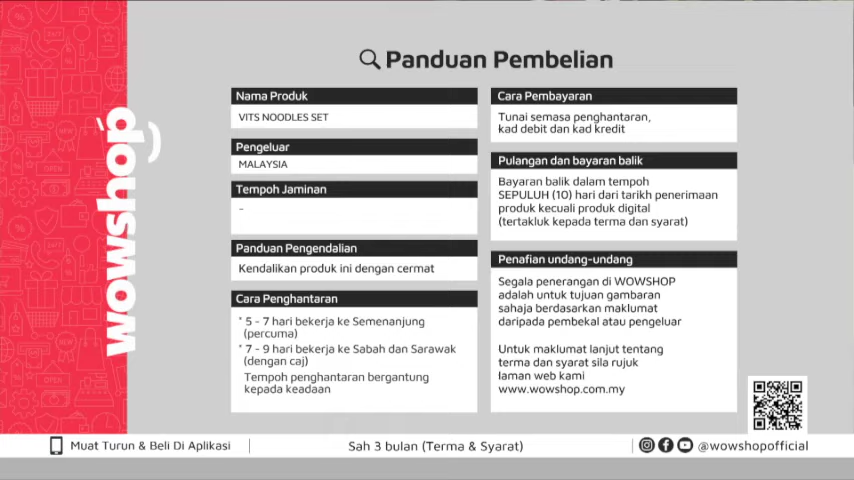 wowshop
Panduan Pembelian
Nama Produk
VITS NOODLES SET
Pengeluar
MALAYSIA
Tempoh Jaminan
-
Panduan Pengendalian
Kendalikan produk ini dengan cermat
Cara Penghantaran
* 5 - 7 hari bekerja ke Semenanjung
(percuma)
* 7 - 9 hari bekerja ke Sabah dan Sarawak
(dengan caj)
Tempoh penghantaran bergantung
kepada keadaan
Cara Pembayaran
Tunai semasa penghantaran,
kad debit dan kad kredit
Pulangan dan bayaran balik
Bayaran balik dalam tempoh
SEPULUH (10) hari dari tarikh penerimaan
produk kecuali produk digital
(tertakluk kepada terma dan syarat)
Penafian undang-undang
Segala penerangan di WOWSHOP
adalah untuk tujuan gambaran
sahaja berdasarkan maklumat
daripada pembekal atau pengeluar
Untuk maklumat lanjut tentang
terma dan syarat sila rujuk
laman web kami
www.wowshop.com.my
Muat Turun & Beli Di Aplikasi
Sah 3 bulan (Terma & Syarat)
@wowshopofficial